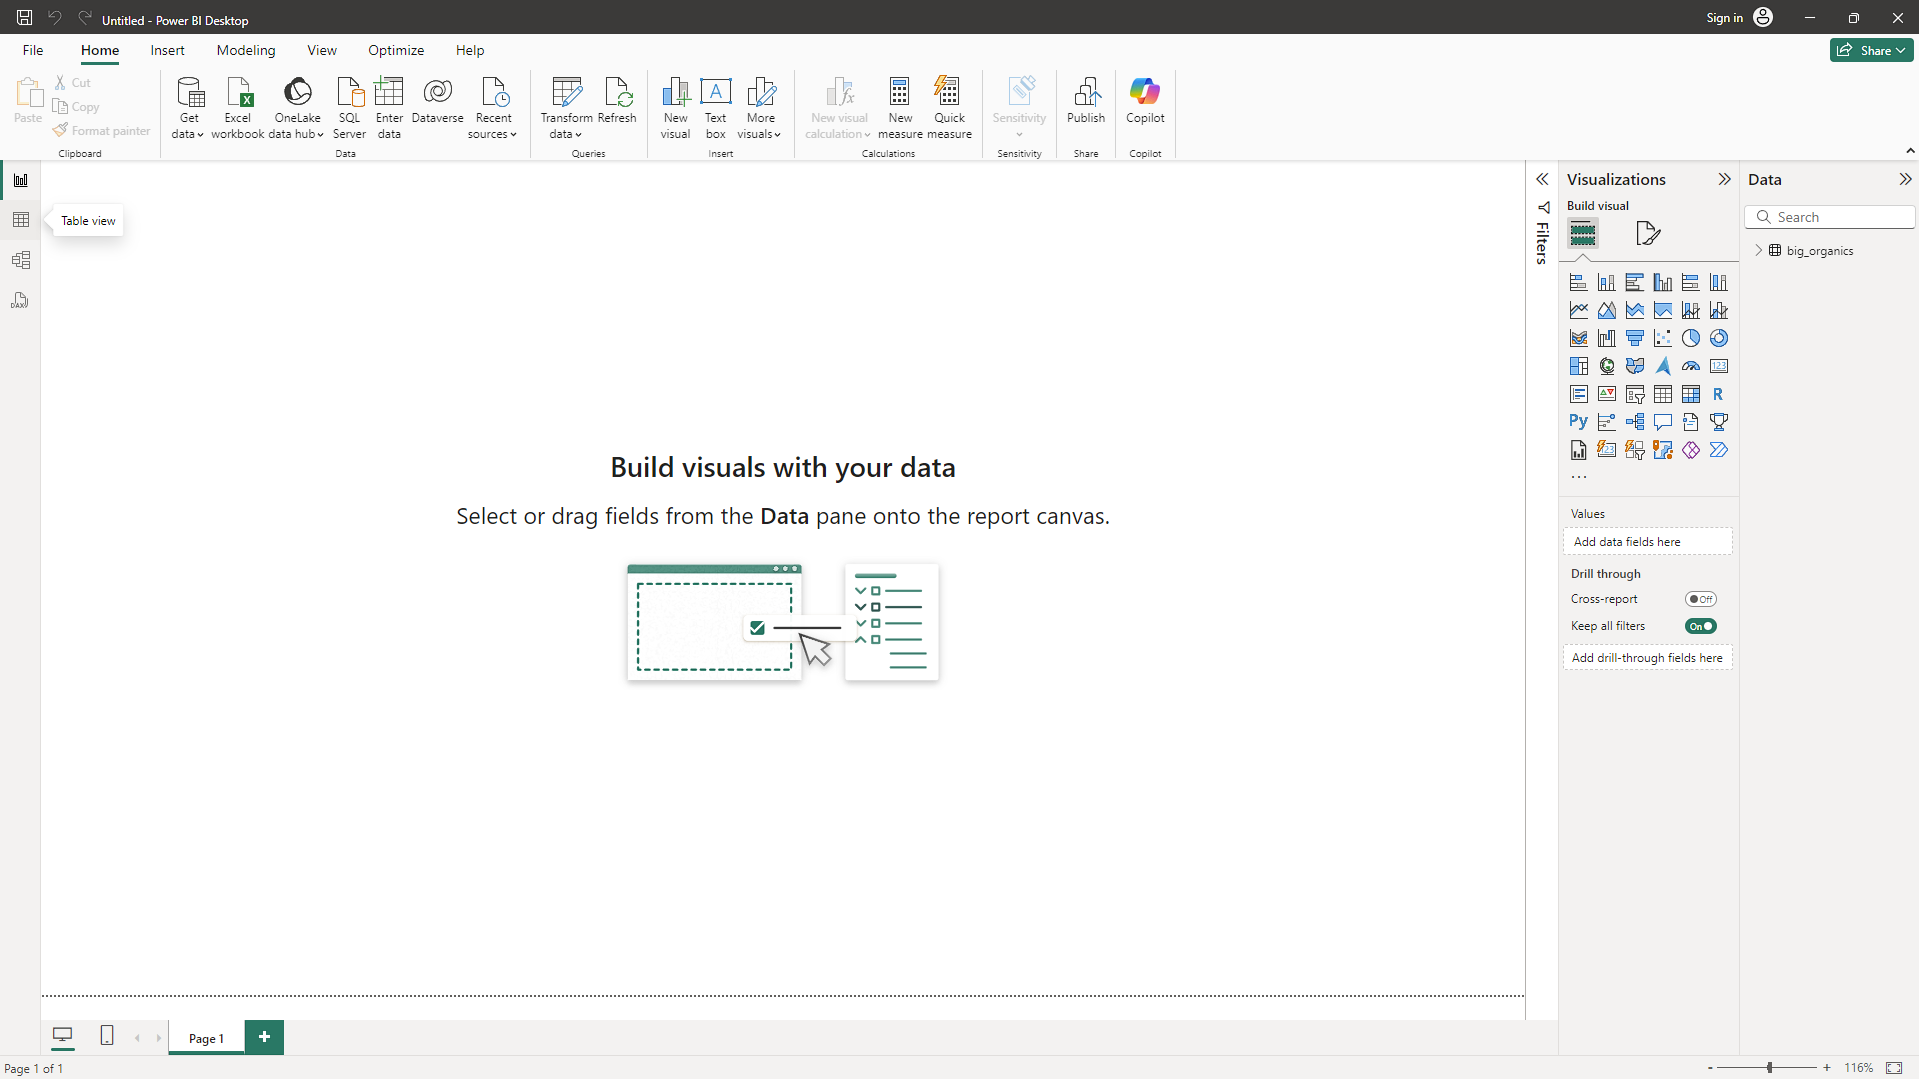 Untitled - Power BI Desktop
Sign in
File
Home
Insert
Modeling
View
Optimize
Help
Share
Paste
Cut
Copy
Format painter
Clipboard
Get
data
Excel
workbook
OneLake
data hub
SQL
Server
Enter
data
Dataverse
Recent
sources
Data
Transform
data
Refresh
Queries
New
visual
Text
box
More
visuals
Insert
New visual
calculation
New
measure
Quick
measure
Calculations
Sensitivity
Sensitivity
Publish
Share
Copilot
Copilot
Table view
DAX
Build visuals with your data
Select or drag fields from the Data pane onto the report canvas.
Filters
Visualizations
Build visual
123
R
Py
123
Values
Add data fields here
Drill through
Cross-report
Off
Keep all filters
On
Add drill-through fields here
Data
Search
big_organics
Page 1
+
Page 1 of 1
- + 116%